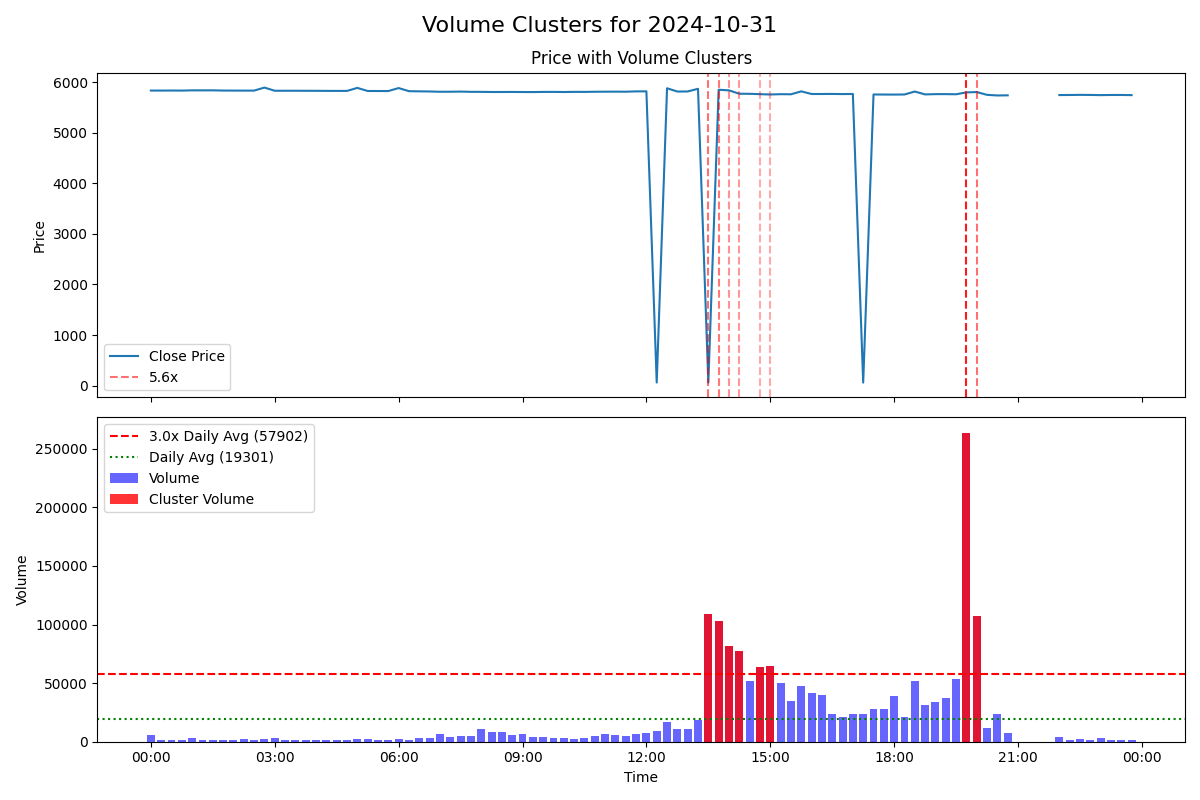 Volume Clusters for 2024-10-31
Price with Volume Clusters
6000
5000
4000
3000
2000
1000
0
Price
Close Price
5.6x
250000
200000
150000
100000
50000
0
Volume
3.0x Daily Avg (57902)
Daily Avg (19301)
Volume
Cluster Volume
00:00 03:00 06:00 09:00 12:00 15:00 18:00 21:00 00:00
Time